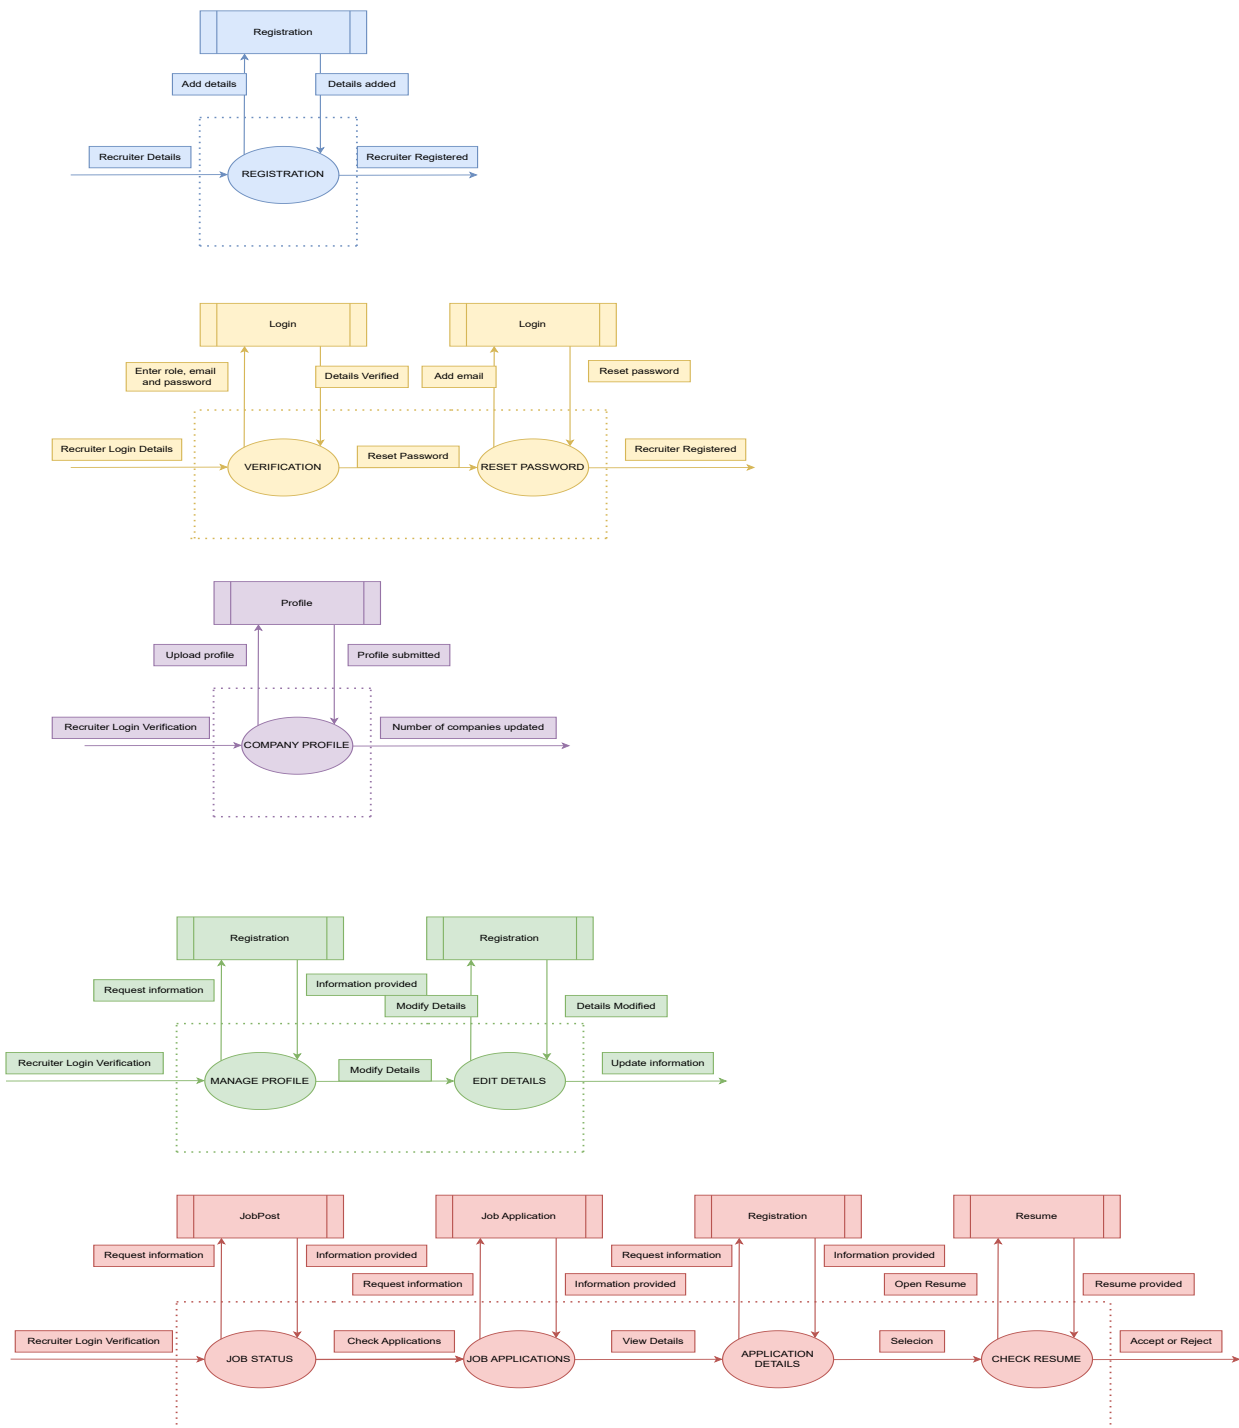 Registration
Add details
Details added
Recruiter Details
Recruiter Registered
REGISTRATION
Login
Login
Enter role, email
and password
Details Verified
Add email
Reset password
Recruiter Login Details
Reset Password
Recruiter Registered
VERIFICATION
RESET PASSWORD
Profile
Upload profile
Profile submitted
Recruiter Login Verification
Number of companies updated
COMPANY PROFILE
Registration
Registration
Request information
Information provided
Modify Details
Details Modified
Recruiter Login Verification
Modify Details
Update information
MANAGE PROFILE
EDIT DETAILS
JobPost
Job Application
Registration
Resume
Request information
Information provided
Request information
Information provided
Request information
Information provided
Open Resume
Resume provided
Recruiter Login Verification
Check Applications
View Details
Selecion
Accept or Reject
JOB STATUS
JOB APPLICATIONS
APPLICATION
DETAILS
CHECK RESUME